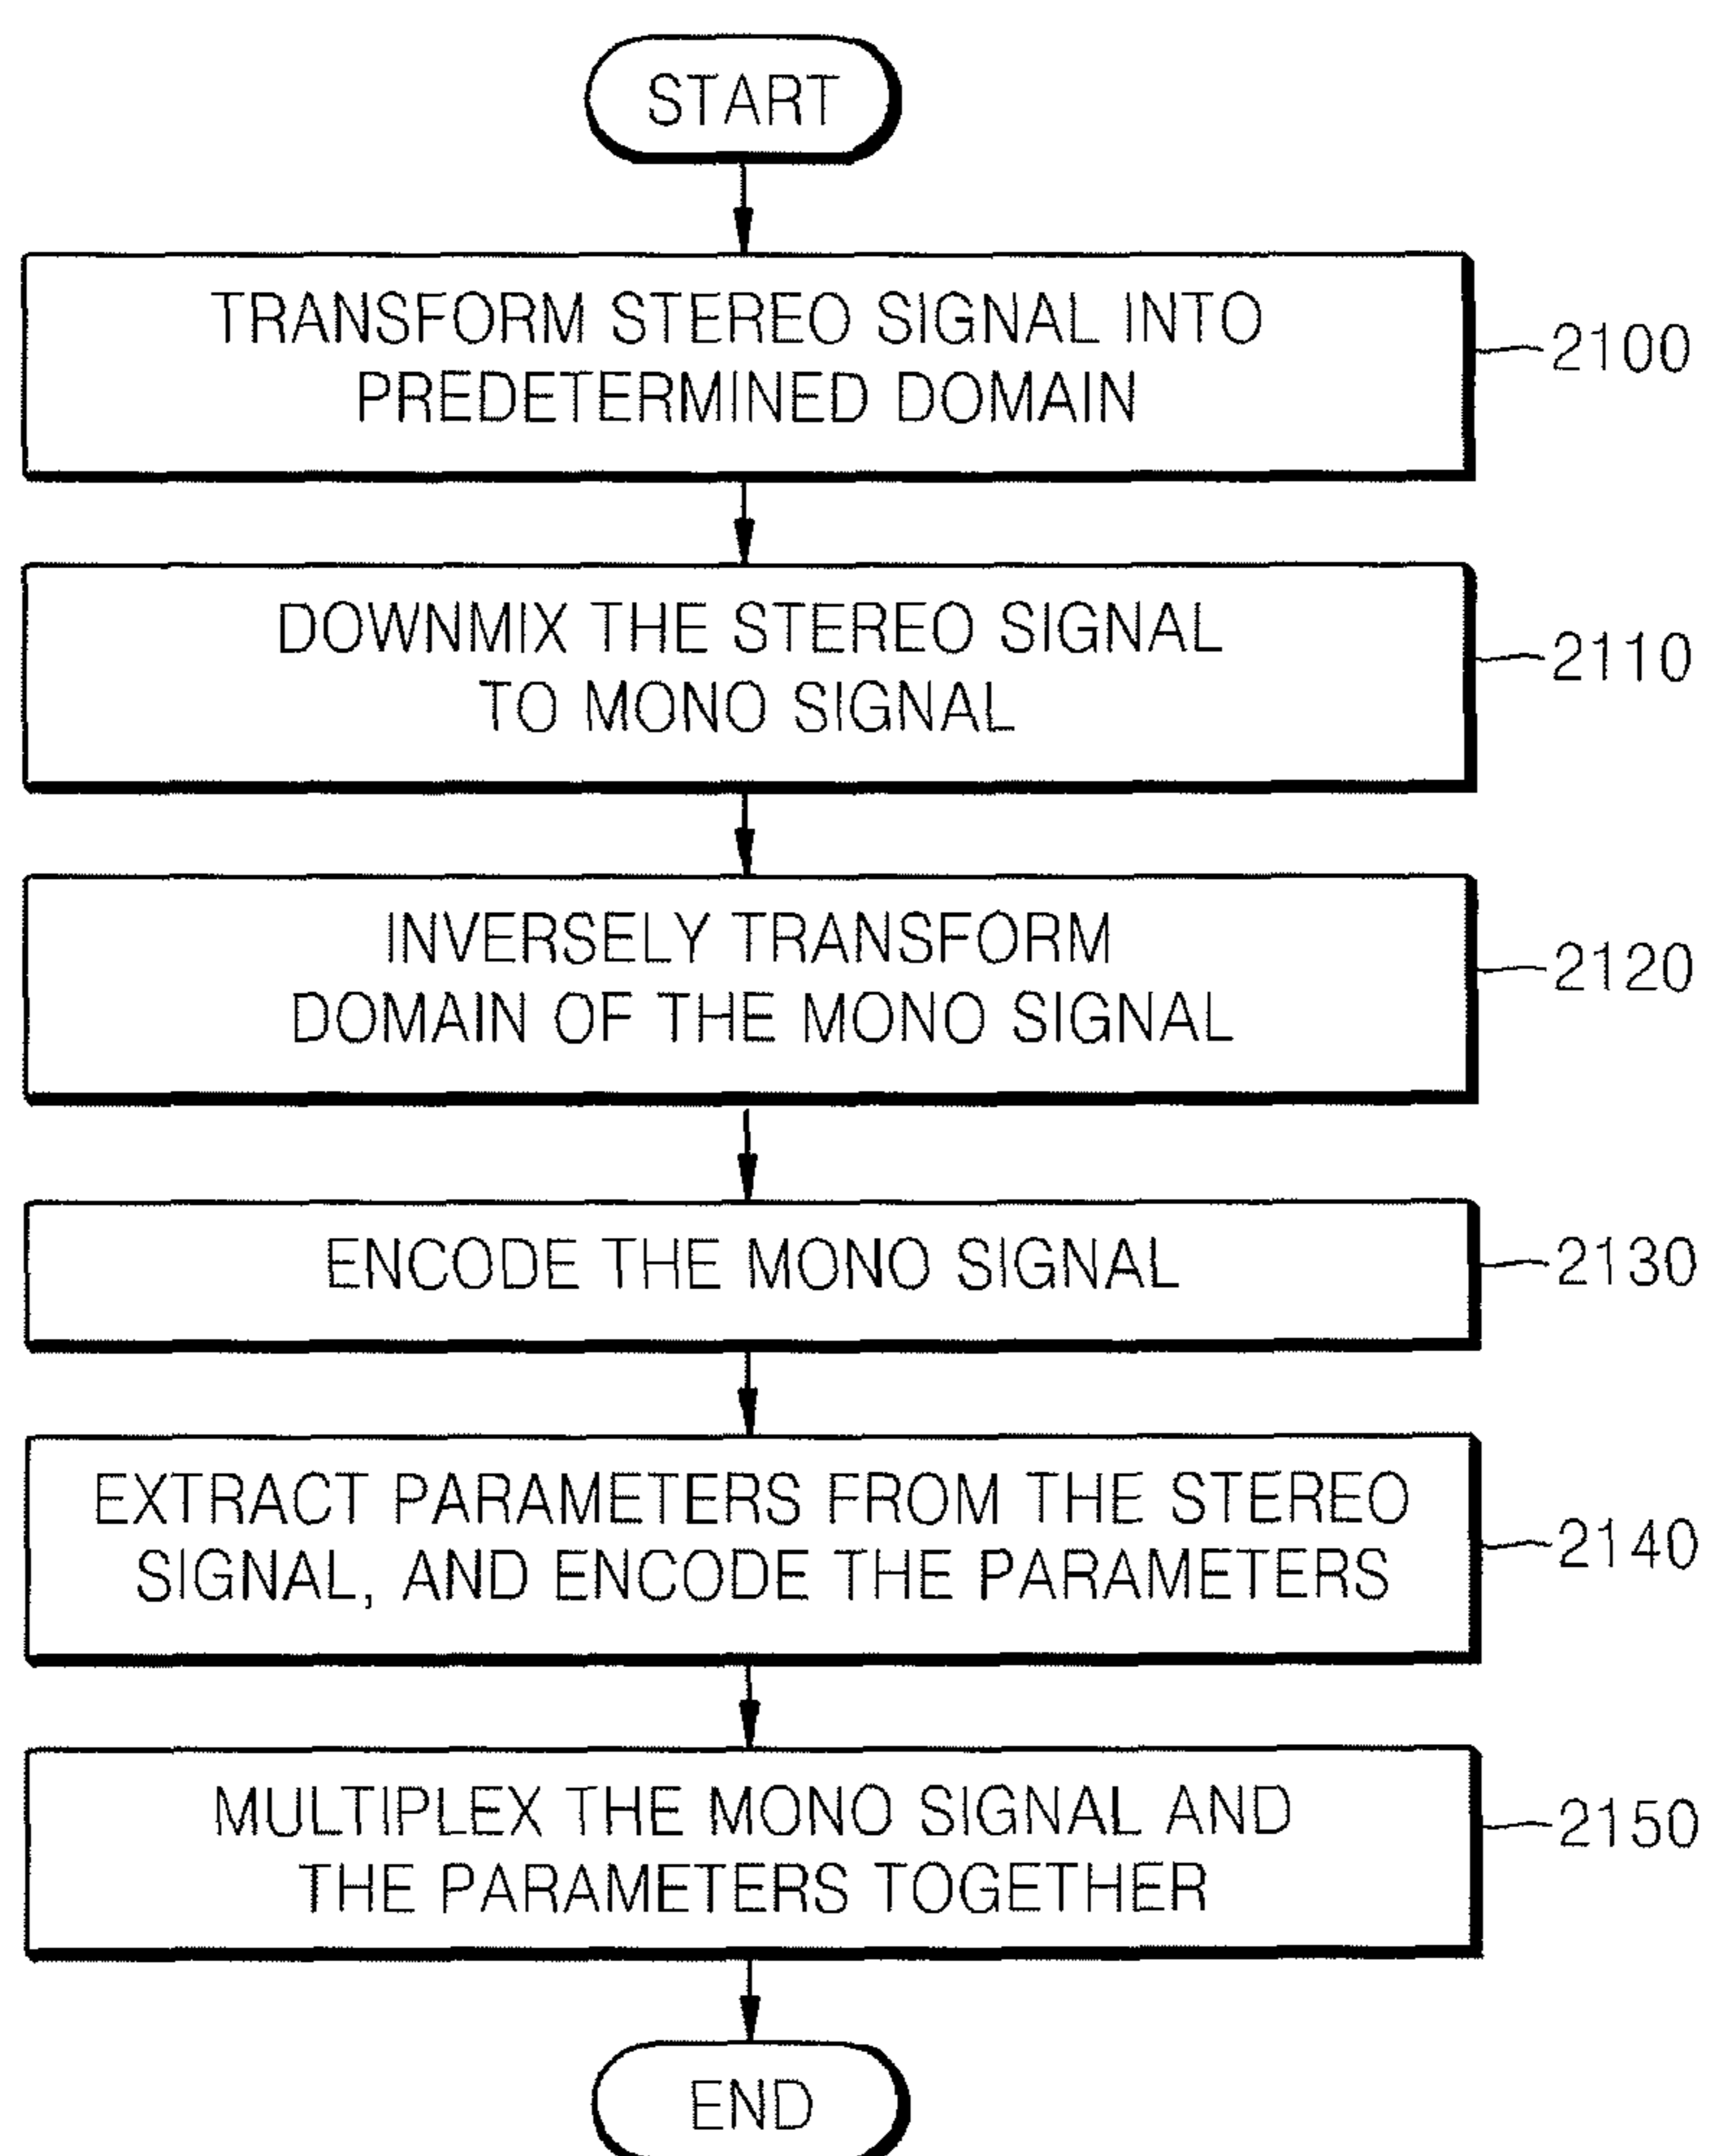 START
TRANSFORM STEREO SIGNAL INTO
PREDETERMINED DOMAIN
2100
DOWNMIX THE STEREO SIGNAL
TO MONO SIGNAL
2110
INVERSELY TRANSFORM
DOMAIN OF THE MONO SIGNAL
2120
ENCODE THE MONO SIGNAL
2130
EXTRACT PARAMETERS FROM THE STEREO
SIGNAL, AND ENCODE THE PARAMETERS
2140
MULTIPLEX THE MONO SIGNAL AND
THE PARAMETERS TOGETHER
2150
END